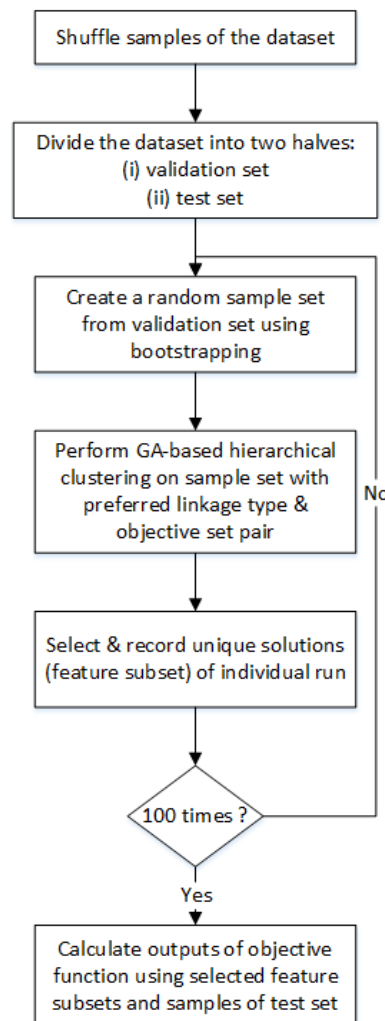 Shuffle samples of the dataset
Divide the dataset into two halves:
(i) validation set
(ii) test set
Create a random sample set
from validation set using
bootstrapping
Perform GA-based hierarchical
clustering on sample set with
preferred linkage type &
objective set pair
No
Select & record unique solutions
(feature subset) of individual run
100 times ?
Yes
Calculate outputs of objective
function using selected feature
subsets and samples of test set